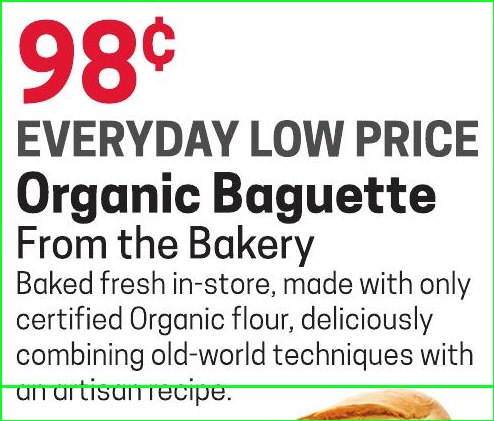 98¢
EVERYDAY LOW PRICE
Organic Baguette
From the Bakery
Baked fresh in-store, made with only
certified Organic flour, deliciously
combining old-world techniques with
an artisan recipe.